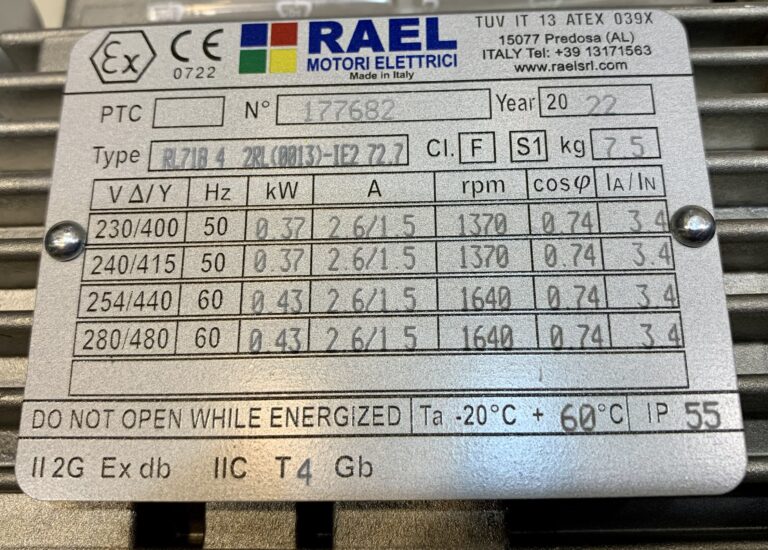 Ex CE 0722 RAEL MOTORI ELETTRICI Made in Italy
TUV IT 13 ATEX 039X
15077 Predosa (AL)
ITALY Tel: +39 13171563
www.raelsrl.com
PTC N° 177682 Year 20 22
Type RL71B 4 2RL(0013)-IE2 72.7 Cl. F S1 kg 7 5
V Δ/Y Hz kW A rpm cosφ IA/IN
230/400 50 0.37 2.6/1.5 1370 0.74 3.4
240/415 50 0.37 2.6/1.5 1370 0.74 3.4
254/440 60 0.43 2.6/1.5 1640 0.74 3.4
280/480 60 0.43 2.6/1.5 1640 0.74 3.4
DO NOT OPEN WHILE ENERGIZED Ta -20°C + 60°C IP 55
II 2G Ex db IIC T4 Gb